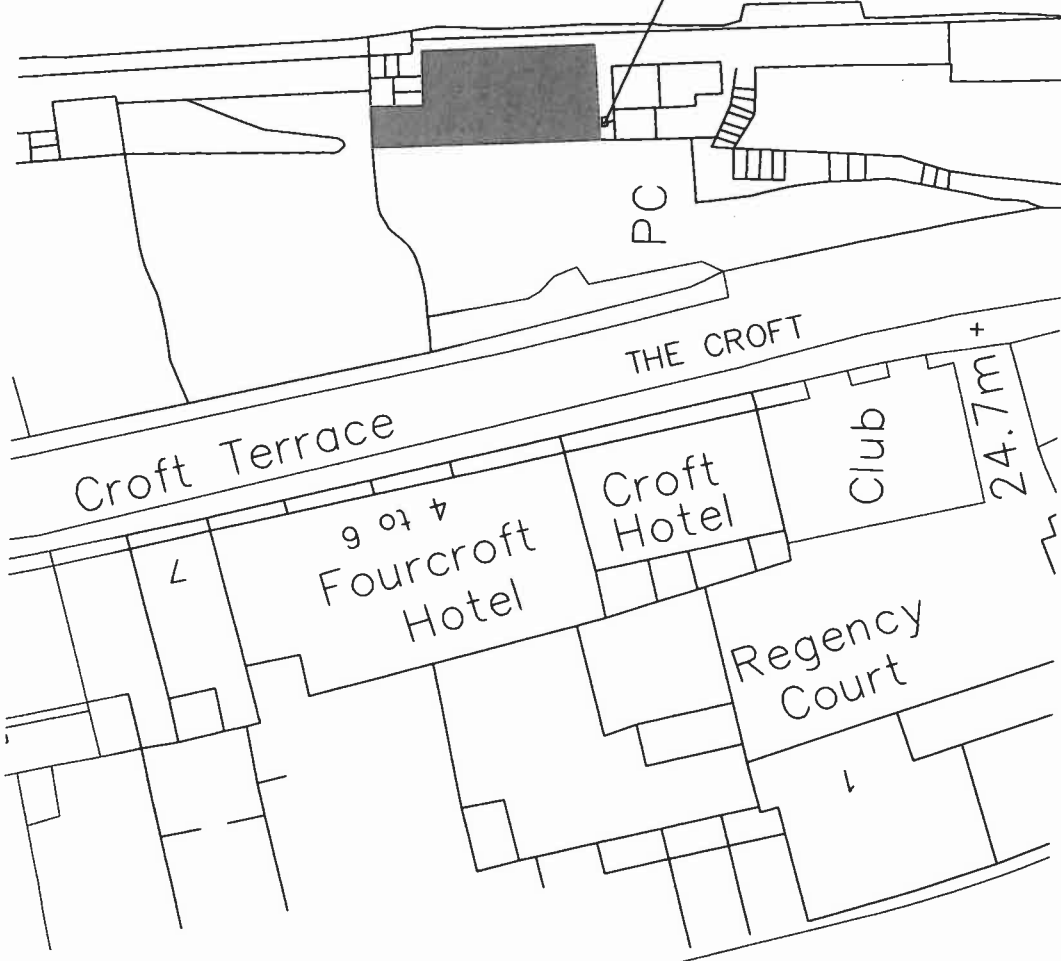 PC
THE CROFT
Croft Terrace
Club
24.7m +
Croft
Hotel
4 to 6
Fourcroft
Hotel
7
Regency
Court
1